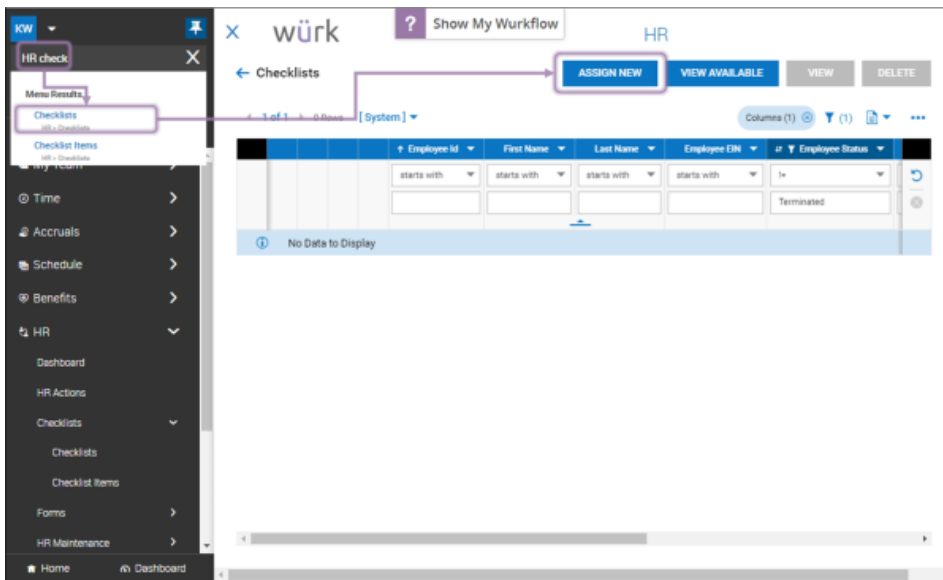 KW
HR check
Menu Results
Checklists
HR > Checklists
Checklist Items
HR > Checklists
My Team
Time
Accruals
Schedule
Benefits
HR
Dashboard
HR Actions
Checklists
Checklists
Checklist Items
Forms
HR Maintenance
Home
Dashboard
würk
? Show My Wurkflow
HR
Checklists
ASSIGN NEW
VIEW AVAILABLE
VIEW
DELETE
1 of 1
0 Rows
[ System ]
Columns (1)
(1)
Employee Id
First Name
Last Name
Employee EIN
Employee Status
starts with
starts with
starts with
starts with
!=
Terminated
No Data to Display